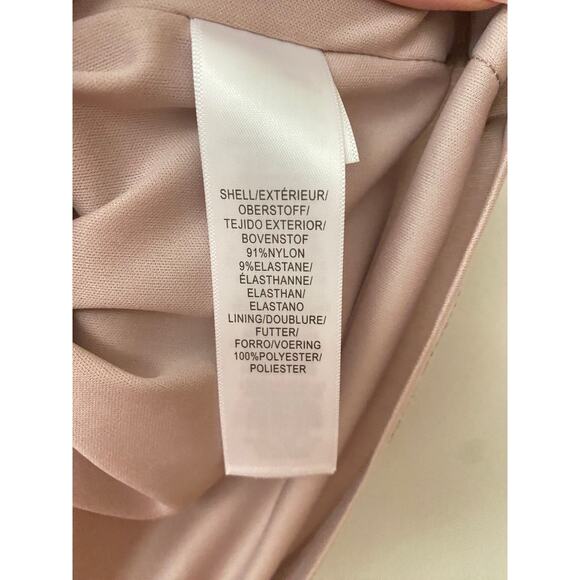 SHELL/EXTÉRIEUR/
OBERSTOFF/
TEJIDO EXTERIOR/
BOVENSTOF
91%NYLON
9%ELASTANE/
ÉLASTHANNE/
ELASTHAN/
ELASTANO
LINING/DOUBLURE/
FUTTER/
FORRO/VOERING
100%POLYESTER/
POLIESTER